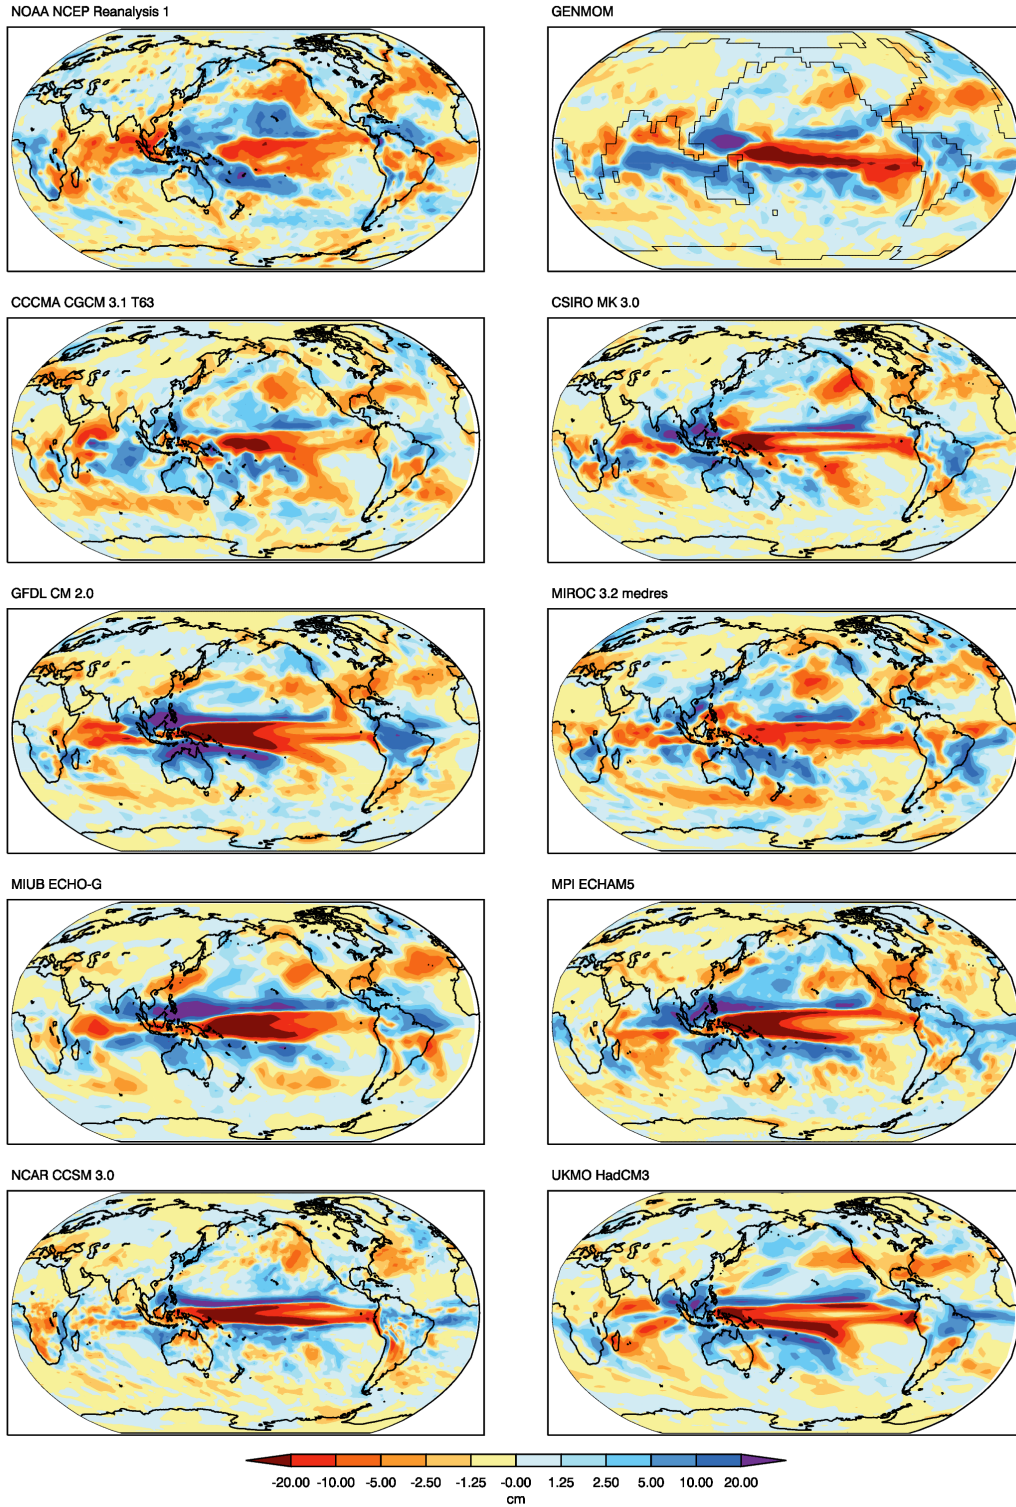 NOAA NCEP Reanalysis 1
GENMOM
CCCMA CGCM 3.1 T63
CSIRO MK 3.0
GFDL CM 2.0
MIROC 3.2 medres
MIUB ECHO-G
MPI ECHAM5
NCAR CCSM 3.0
UKMO HadCM3
-20.00 -10.00 -5.00 -2.50 -1.25 -0.00 1.25 2.50 5.00 10.00 20.00
cm